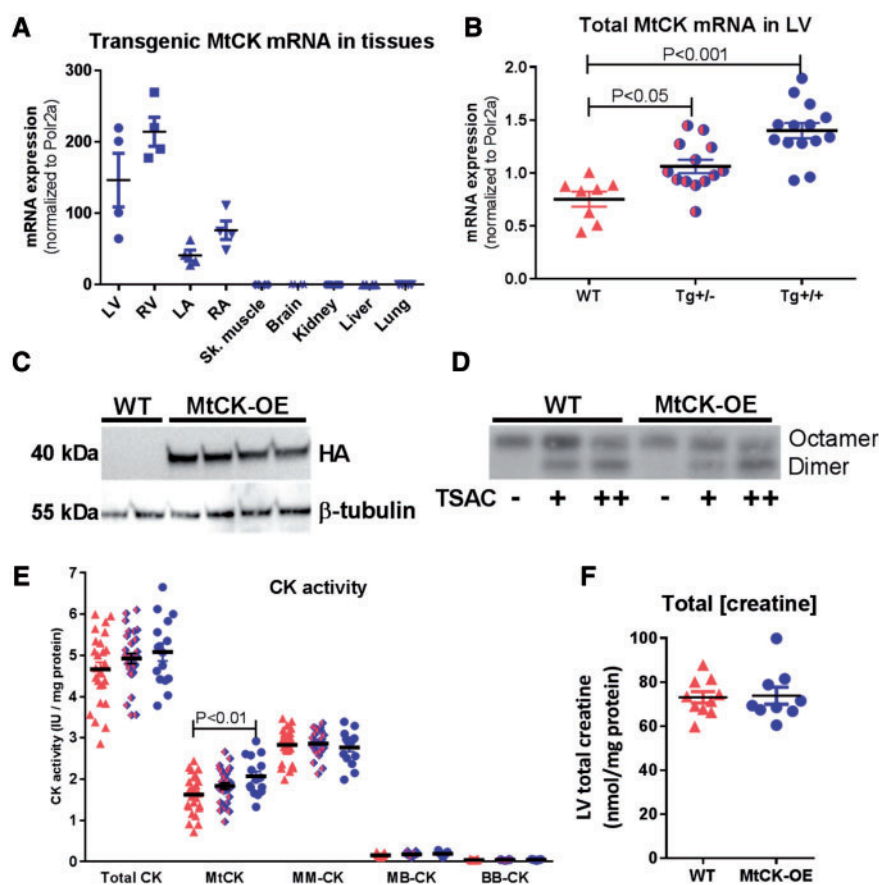 A
Transgenic MtCK mRNA in tissues
mRNA expression
(normalized to Polr2a)
300
200
100
0
LV
RV
LA
RA
Sk. muscle
Brain
Kidney
Liver
Lung
B
Total MtCK mRNA in LV
P<0.001
P<0.05
mRNA expression
(normalized to Polr2a)
2.0
1.5
1.0
0.5
0.0
WT
Tg+/-
Tg+/+
C
WT MtCK-OE
40 kDa HA
55 kDa β-tubulin
D
WT MtCK-OE
Octamer
Dimer
TSAC - + ++ - + ++
E
CK activity
CK activity (IU / mg protein)
7
6
5
4
3
2
1
0
P<0.01
Total CK MtCK MM-CK MB-CK BB-CK
F
Total [creatine]
LV total creatine
(nmol/mg protein)
100
80
60
40
20
0
WT MtCK-OE